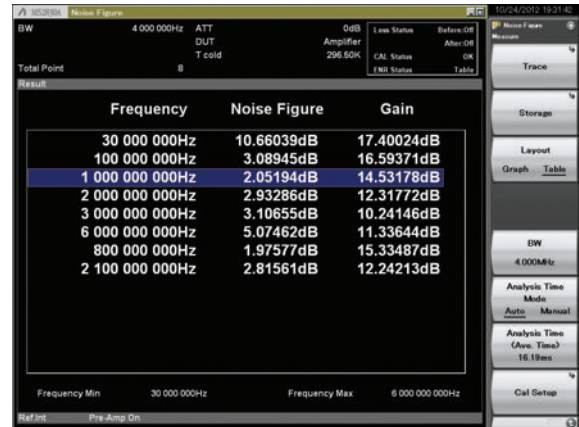 MS2830A Noise Figure
10/24/2012 19:31:42
BW 4 000 000Hz ATT 0dB
DUT Amplifier
T cold 296.50K
Total Point 8
Loss Status Before:Off
After:Off
CAL Status OK
ENR Status Table
Result
Frequency Noise Figure Gain
30 000 000Hz 10.66039dB 17.40024dB
100 000 000Hz 3.08945dB 16.59371dB
1 000 000 000Hz 2.05194dB 14.53178dB
2 000 000 000Hz 2.93286dB 12.31772dB
3 000 000 000Hz 3.10655dB 10.24146dB
6 000 000 000Hz 5.07462dB 11.33644dB
800 000 000Hz 1.97577dB 15.33487dB
2 100 000 000Hz 2.81561dB 12.24213dB
Frequency Min 30 000 000Hz Frequency Max 6 000 000 000Hz
Ref.Int Pre-Amp On
Noise Figure
Measure
Trace
Storage
Layout
Graph Table
BW
4.000MHz
Analysis Time
Mode
Auto Manual
Analysis Time
(Ave. Time)
16.19ms
Cal Setup